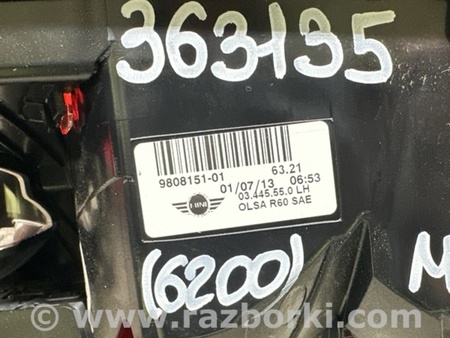 363135
9808151-01 63.21
01/07/13 06:53
MINI 03.445.55.0 LH
OLSA R60 SAE
(6200)
M
© www.razborki.com